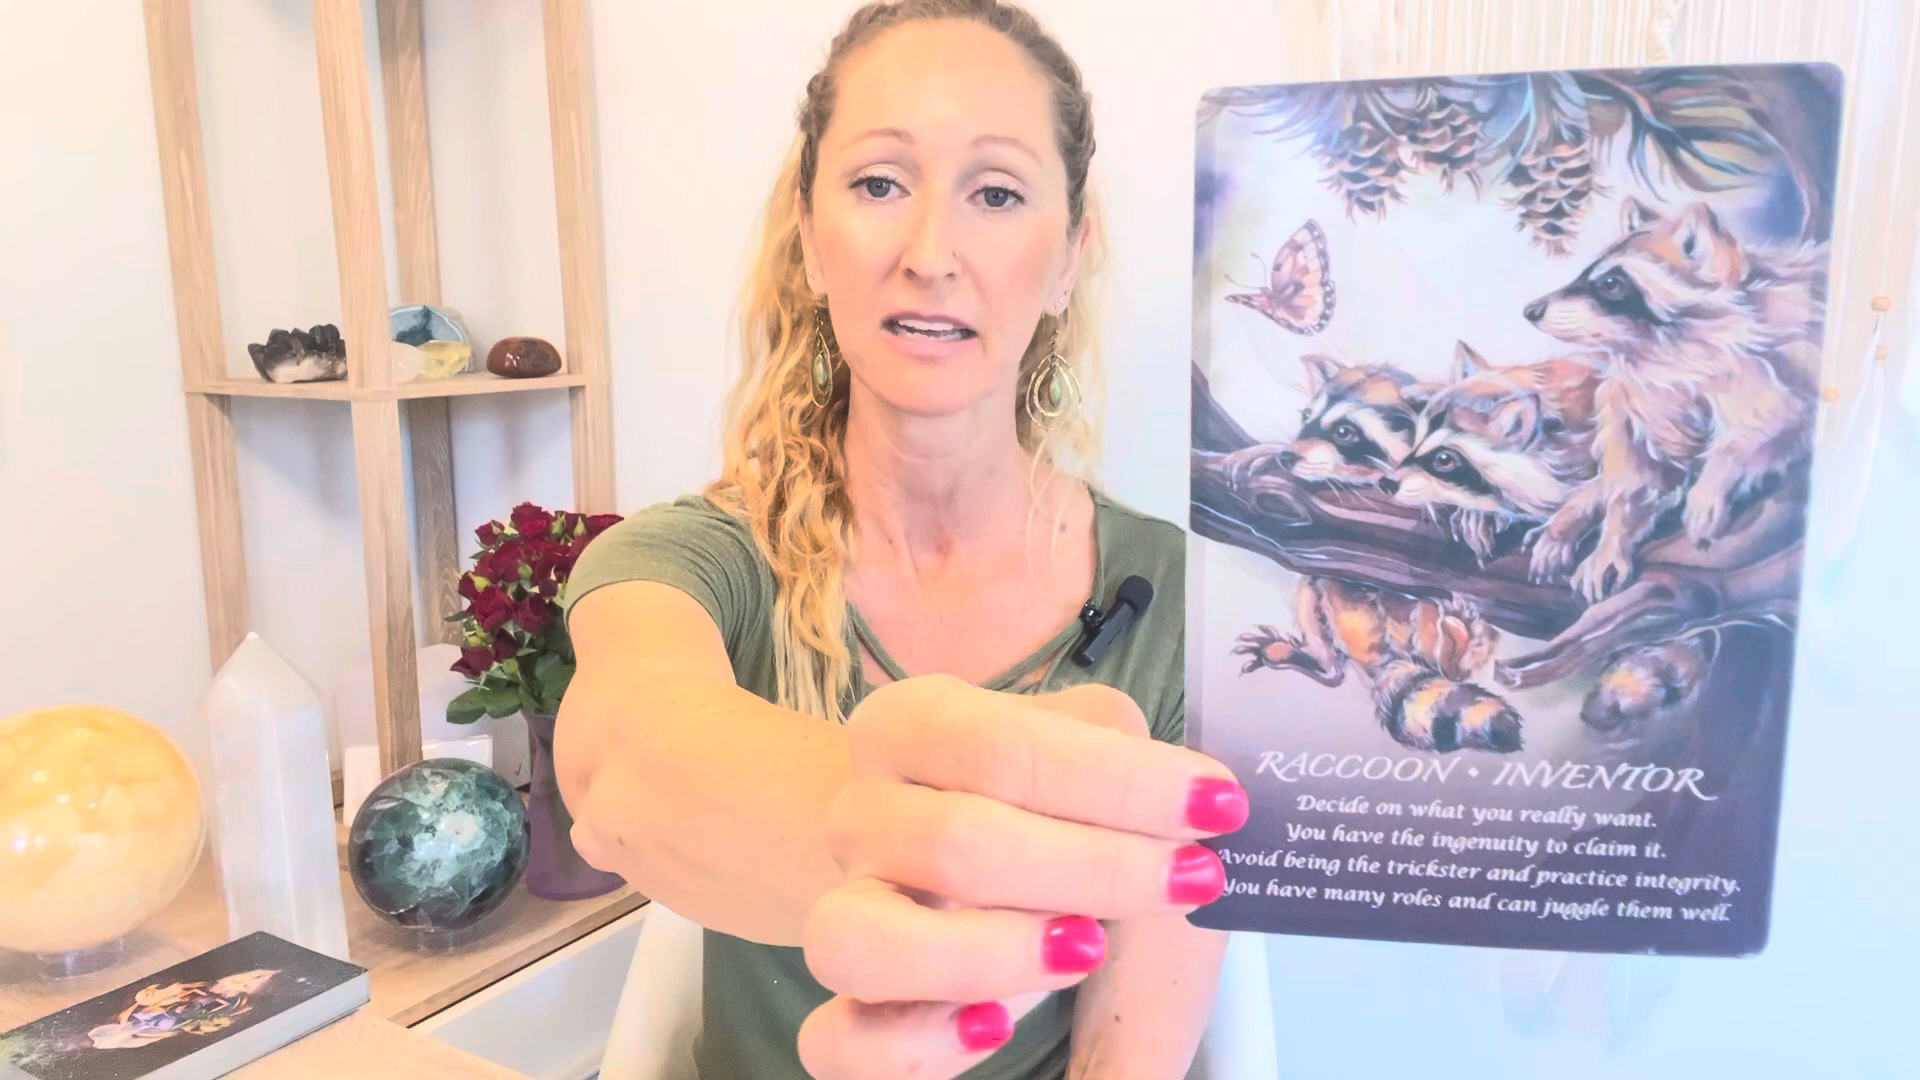 RACCOON • INVENTOR
Decide on what you really want.
You have the ingenuity to claim it.
Avoid being the trickster and practice integrity.
You have many roles and can juggle them well.